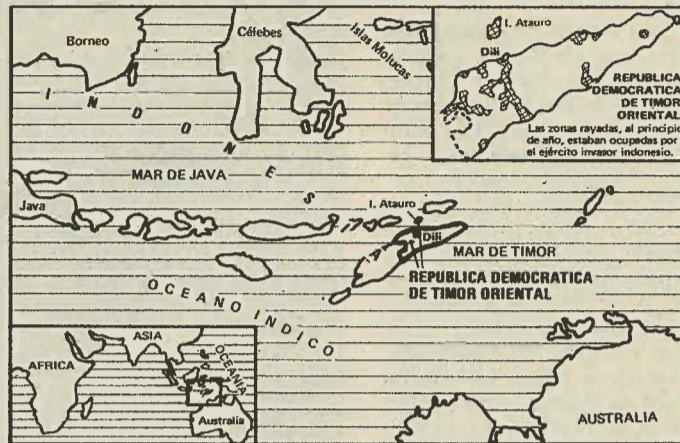 Borneo
Célebes
Islas Molucas
I. Atauro
Dili
REPUBLICA
DEMOCRATICA
DE TIMOR
ORIENTAL
Las zonas rayadas, al principio
de año, estaban ocupadas por
el ejército invasor indonesio.
INDONESIA
MAR DE JAVA
Java
I. Atauro
Dili
MAR DE TIMOR
REPUBLICA DEMOCRATICA
DE TIMOR ORIENTAL
OCEANO INDICO
ASIA
AFRICA
OCEANIA
Australia
AUSTRALIA